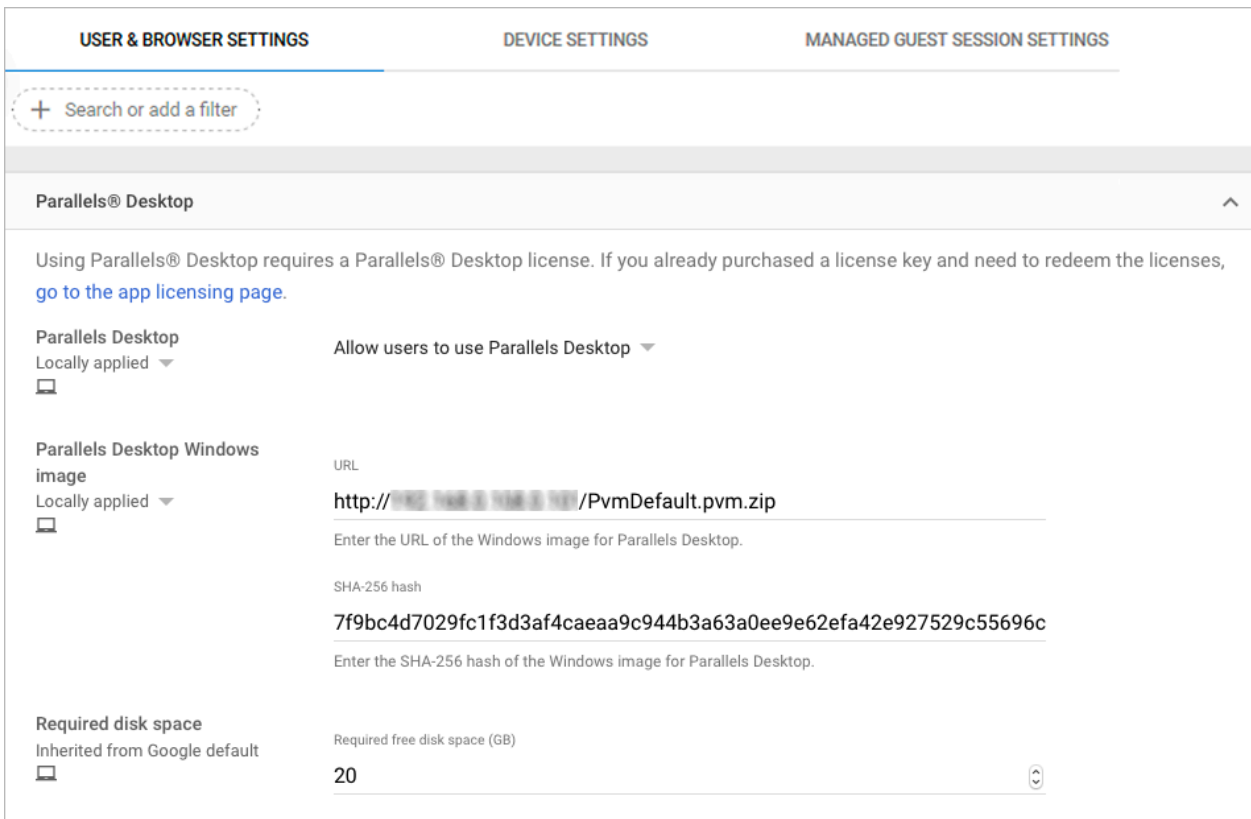 USER & BROWSER SETTINGS DEVICE SETTINGS MANAGED GUEST SESSION SETTINGS
Search or add a filter
Parallels® Desktop
Using Parallels® Desktop requires a Parallels® Desktop license. If you already purchased a license key and need to redeem the licenses,
go to the app licensing page.
Parallels Desktop
Locally applied
Allow users to use Parallels Desktop
Parallels Desktop Windows
image
Locally applied
URL
http:// /PvmDefault.pvm.zip
Enter the URL of the Windows image for Parallels Desktop.
SHA-256 hash
7f9bc4d7029fc1f3d3af4caeaa9c944b3a63a0ee9e62efa42e927529c55696c
Enter the SHA-256 hash of the Windows image for Parallels Desktop.
Required disk space
Inherited from Google default
Required free disk space (GB)
20